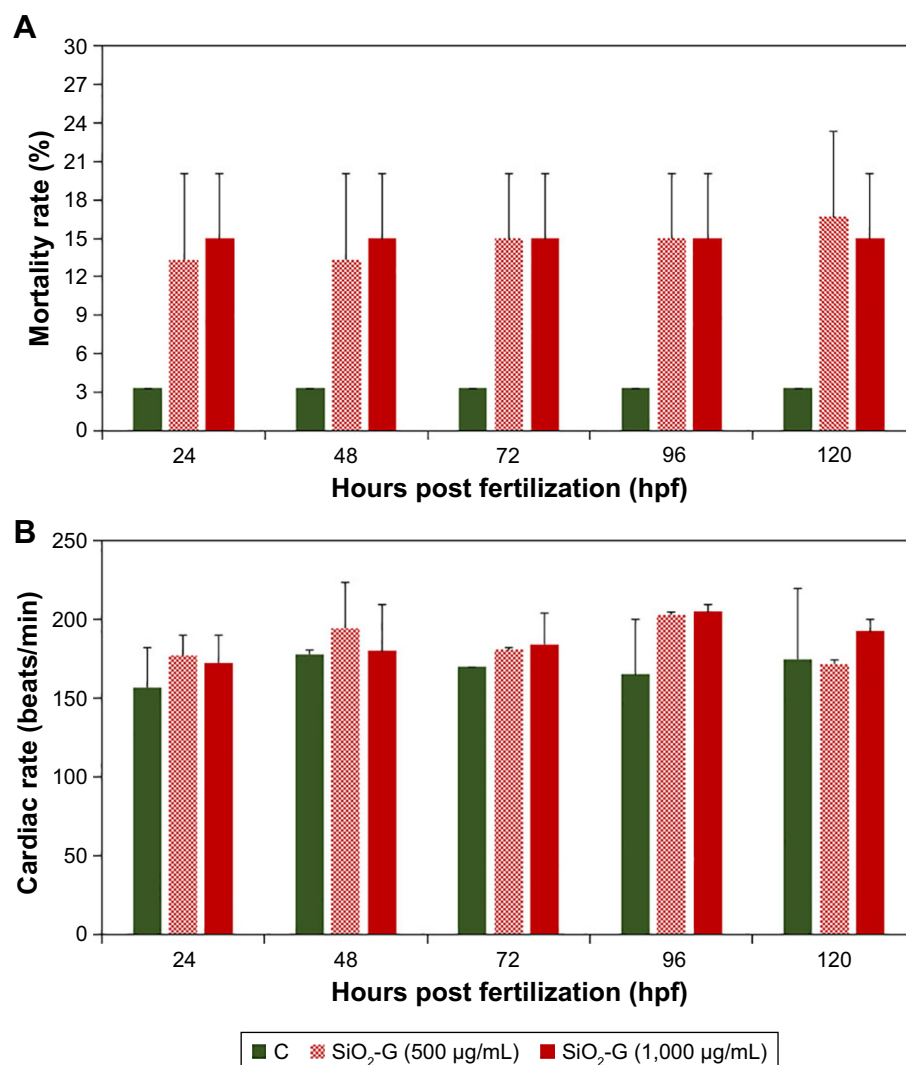 A
Mortality rate (%)
30
27
24
21
18
15
12
9
6
3
0
24 48 72 96 120
Hours post fertilization (hpf)
B
Cardiac rate (beats/min)
250
200
150
100
50
0
24 48 72 96 120
Hours post fertilization (hpf)
C SiO₂-G (500 µg/mL) SiO₂-G (1,000 µg/mL)